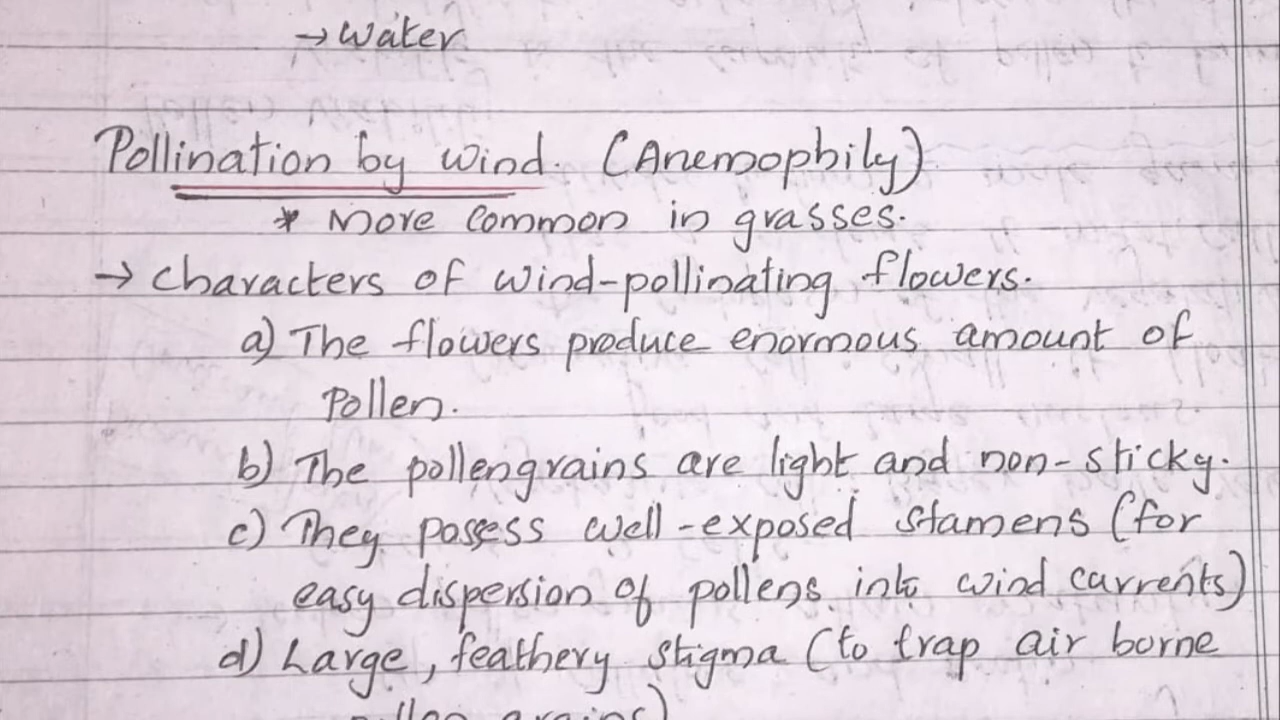 → Water
Pollination by wind. (Anemophily)
* More common in grasses.
→ characters of wind-pollinating flowers.
a) The flowers produce enormous amount of
Pollen.
b) The pollengrains are light and non-sticky.
c) They possess well-exposed stamens (for
easy dispersion of pollens into wind currents)
d) Large, feathery stigma (to trap air borne
pollen grains)